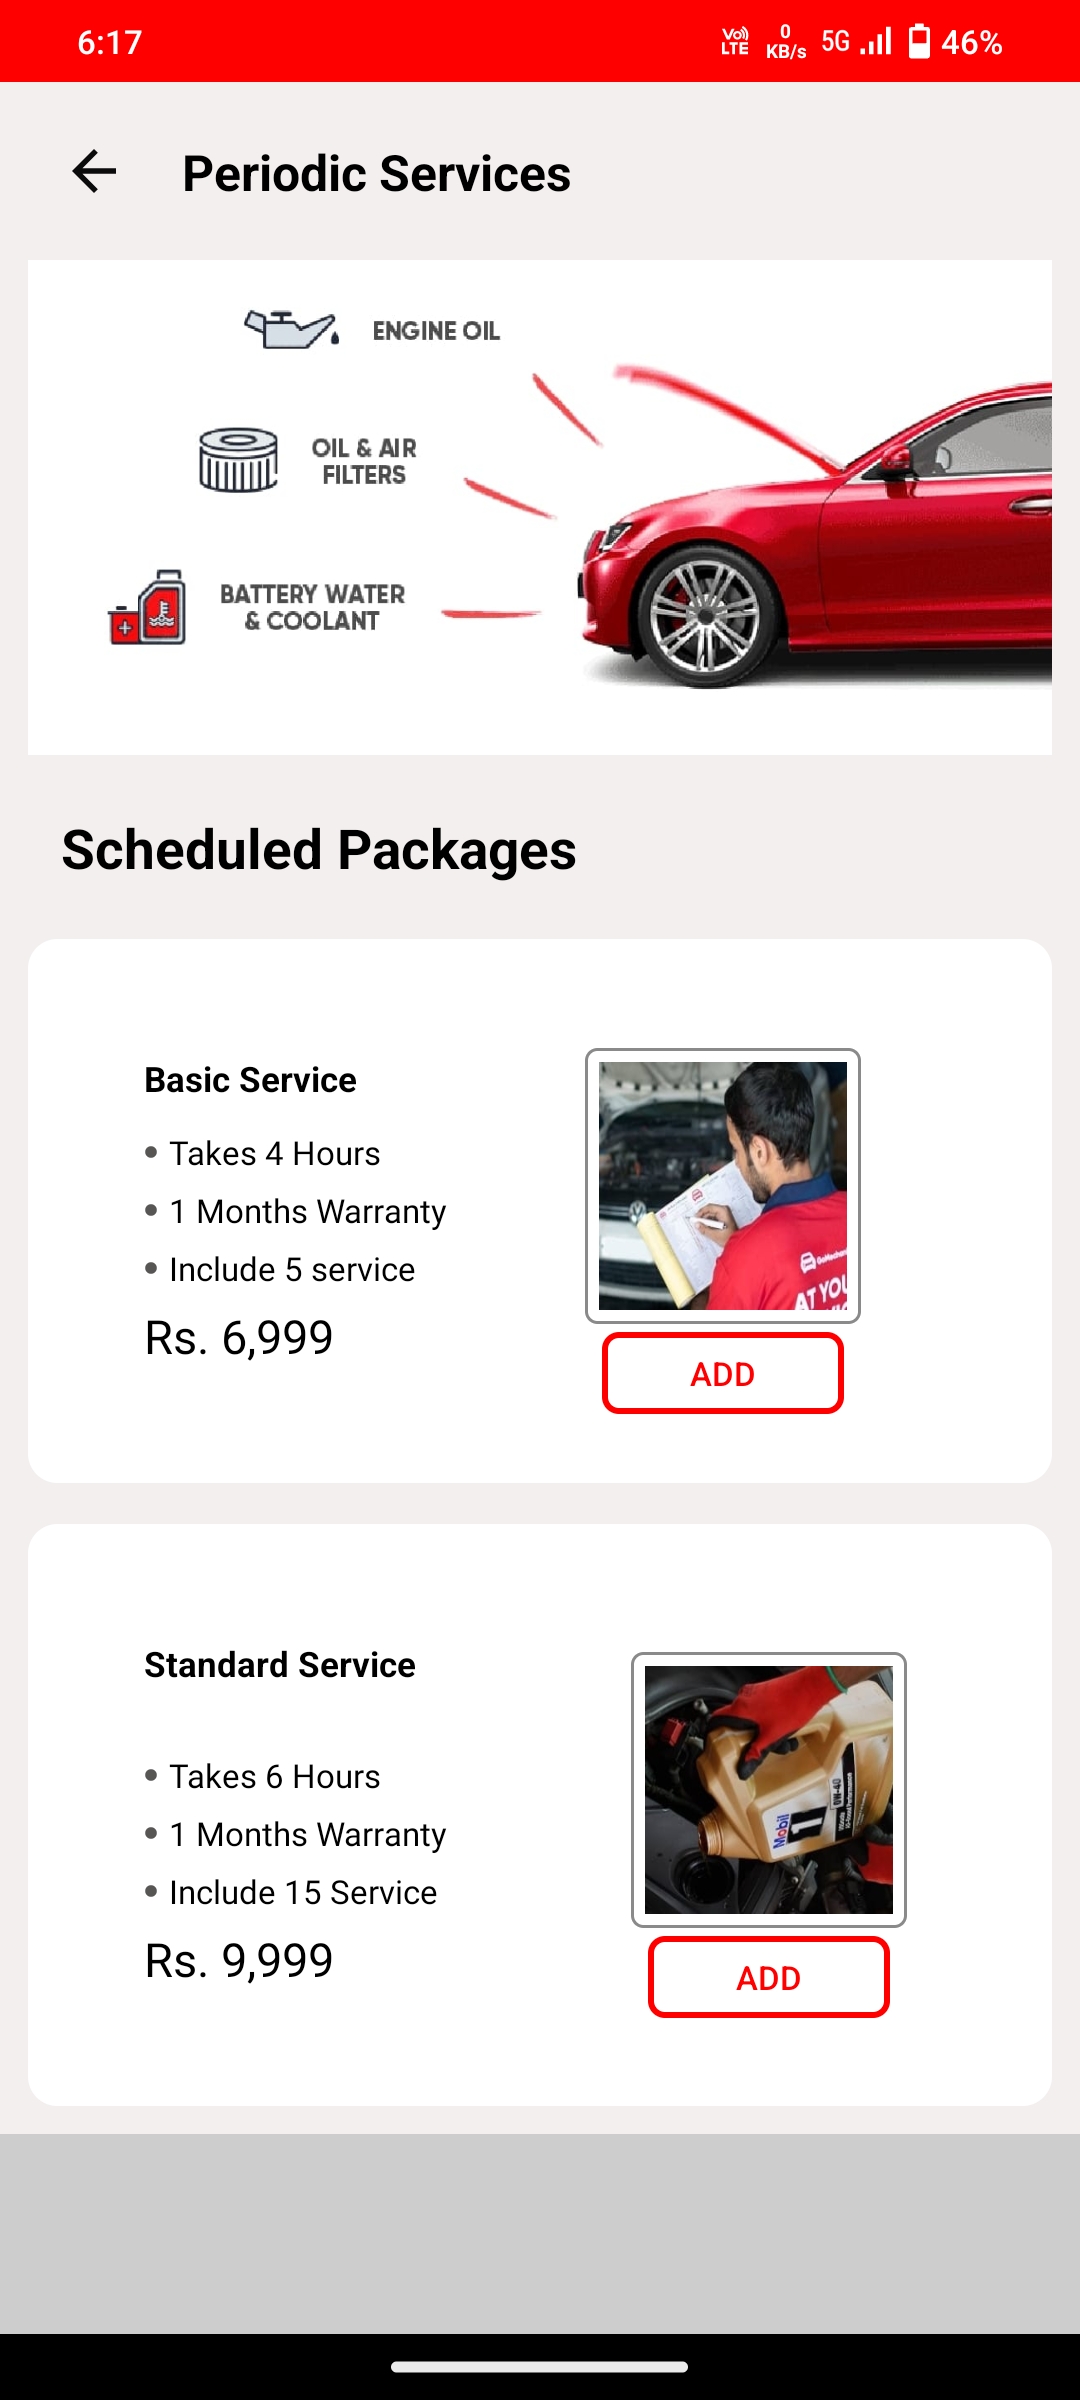 6:17
Vo))
LTE
0
KB/s
5G
46%
Periodic Services
ENGINE OIL
OIL & AIR
FILTERS
BATTERY WATER
& COOLANT
Scheduled Packages
Basic Service
Takes 4 Hours
1 Months Warranty
Include 5 service
Rs. 6,999
AT YOU
ADD
Standard Service
Takes 6 Hours
1 Months Warranty
Include 15 Service
Rs. 9,999
Mobil
1
0W-40
ADD